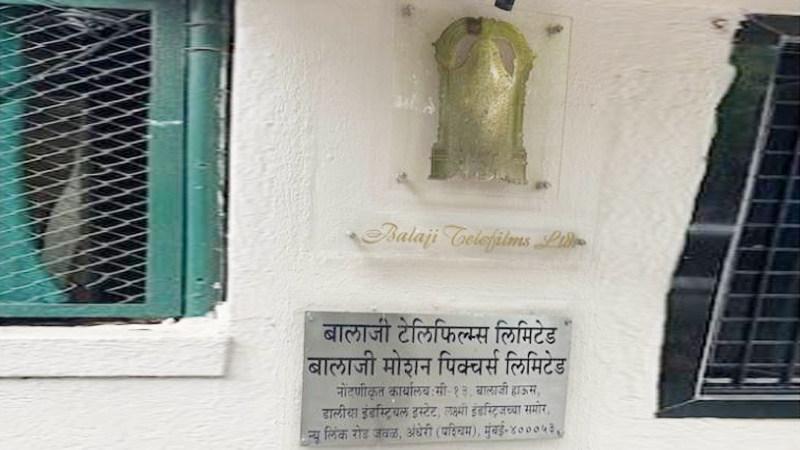 Balaji Telefilms Ltd.
बालाजी टेलिफिल्म्स लिमिटेड
बालाजी मोशन पिक्चर्स लिमिटेड
नोंदणीकृत कार्यालय: सी-१३, बालाजी हाऊस,
डालीया इंडस्ट्रियल इस्टेट, लक्ष्मी इंडस्ट्रिजच्या समोर,
न्यू लिंक रोड जवळ, अंधेरी (पश्चिम), मुंबई-४०००५३.